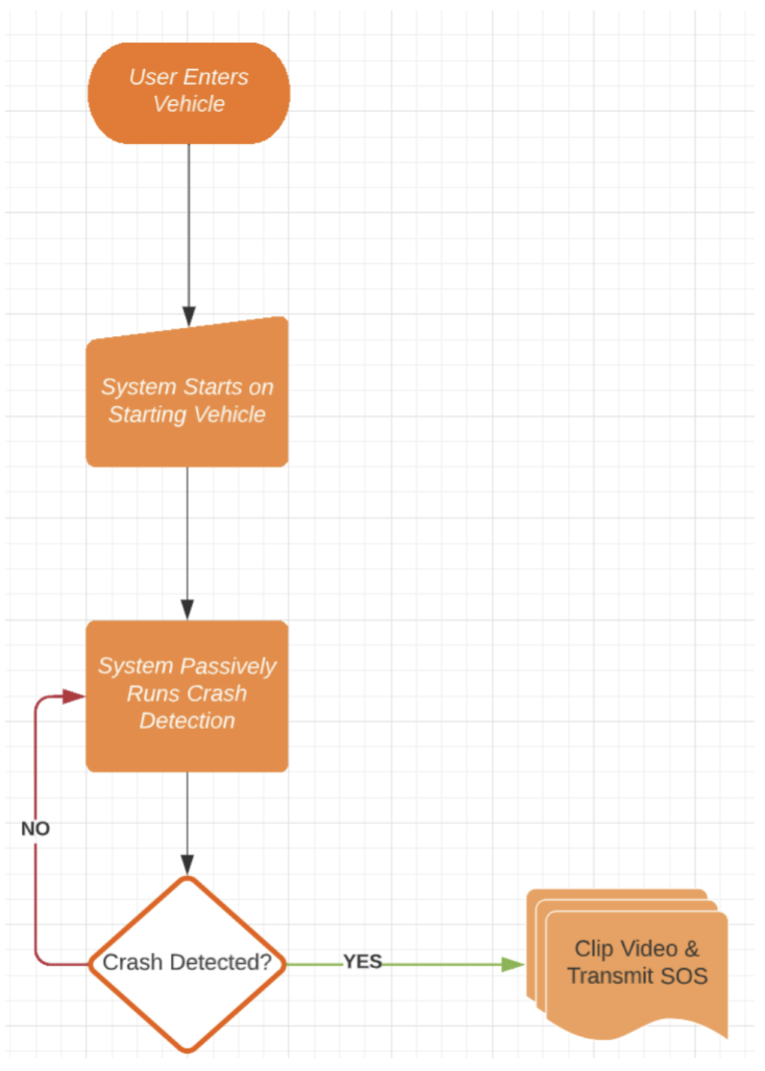 User Enters
Vehicle
System Starts on
Starting Vehicle
System Passively
Runs Crash
Detection
NO
Crash Detected?
YES
Clip Video &
Transmit SOS